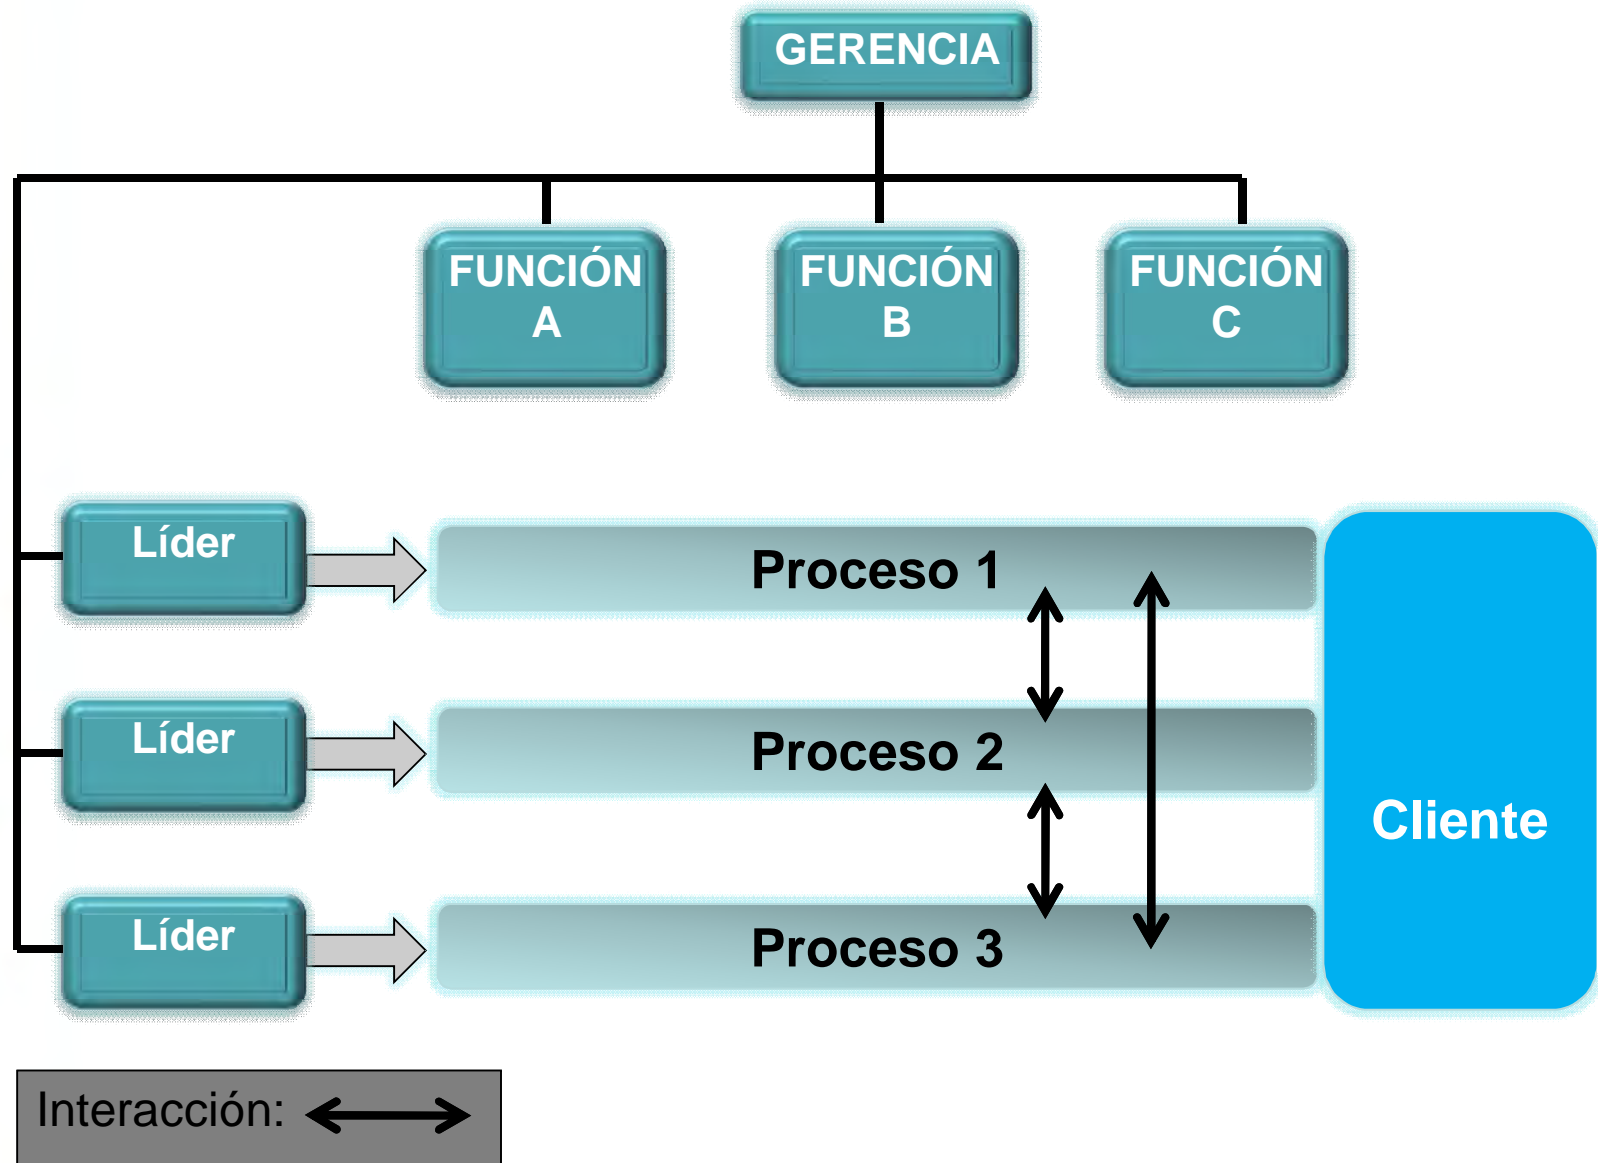 GERENCIA
FUNCIÓN
A
FUNCIÓN
B
FUNCIÓN
C
Líder
Proceso 1
Líder
Proceso 2
Cliente
Líder
Proceso 3
Interacción: